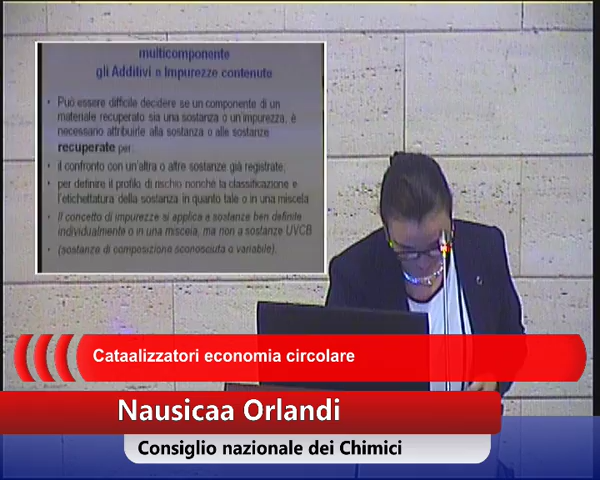 multicomponente
gli Additivi e Impurezze contenute
• Può essere difficile decidere se un componente di un
materiale recuperato sia una sostanza o un'impurezza, è
necessario attribuirle alla sostanza o alle sostanze
recuperate per:
• il confronto con un'altra o altre sostanze già registrate;
• per definire il profilo di rischio nonchè la classificazione e
l'etichettatura della sostanza in quanto tale o in una miscela
• Il concetto di impurezze si applica a sostanze ben definite
individualmente o in una miscela, ma non a sostanze UVCB
• (sostanze di composizione sconosciuta o variabile).
Cataalizzatori economia circolare
Nausicaa Orlandi
Consiglio nazionale dei Chimici